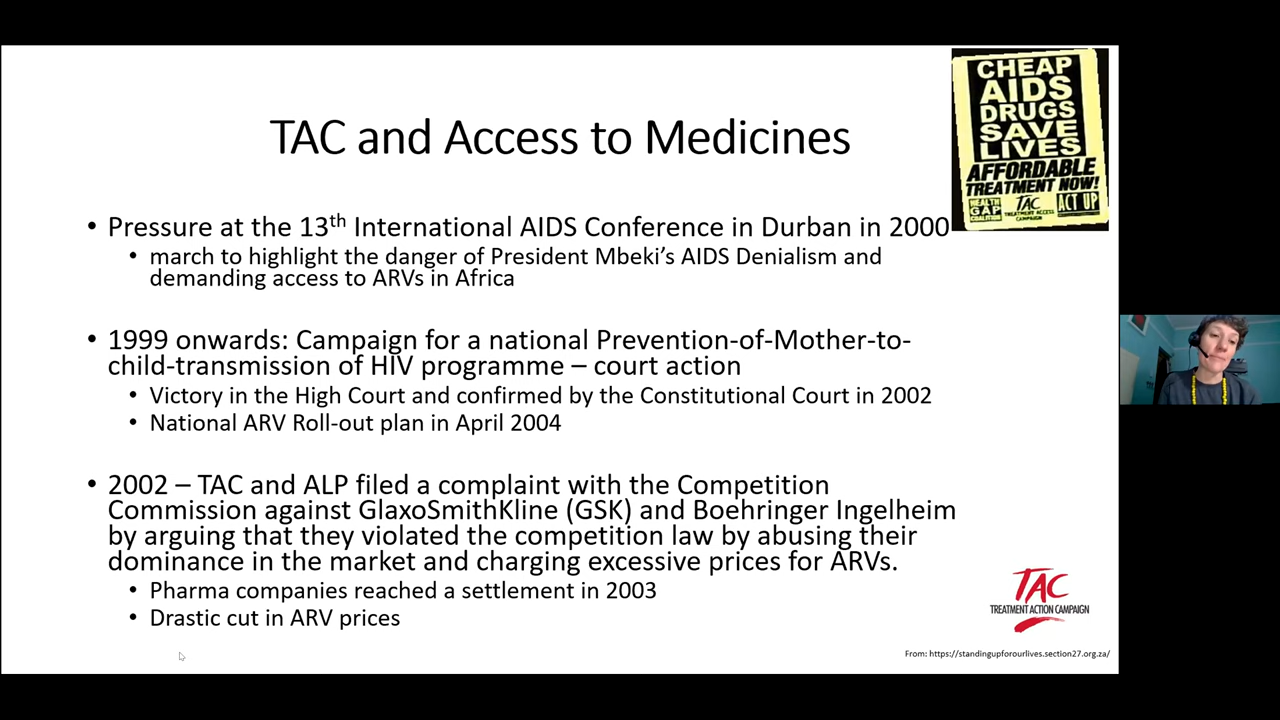 TAC and Access to Medicines
CHEAP
AIDS
DRUGS
SAVE
LIVES
AFFORDABLE
TREATMENT NOW!
HEALTH
GAP
COALITION
TAC
TREATMENT ACCESS
CAMPAIGN
ACT UP
• Pressure at the 13th International AIDS Conference in Durban in 2000
• march to highlight the danger of President Mbeki’s AIDS Denialism and
demanding access to ARVs in Africa
• 1999 onwards: Campaign for a national Prevention-of-Mother-to-
child-transmission of HIV programme – court action
• Victory in the High Court and confirmed by the Constitutional Court in 2002
• National ARV Roll-out plan in April 2004
• 2002 – TAC and ALP filed a complaint with the Competition
Commission against GlaxoSmithKline (GSK) and Boehringer Ingelheim
by arguing that they violated the competition law by abusing their
dominance in the market and charging excessive prices for ARVs.
• Pharma companies reached a settlement in 2003
• Drastic cut in ARV prices
TAC
TREATMENT ACTION CAMPAIGN
From: https://standingupforourlives.section27.org.za/